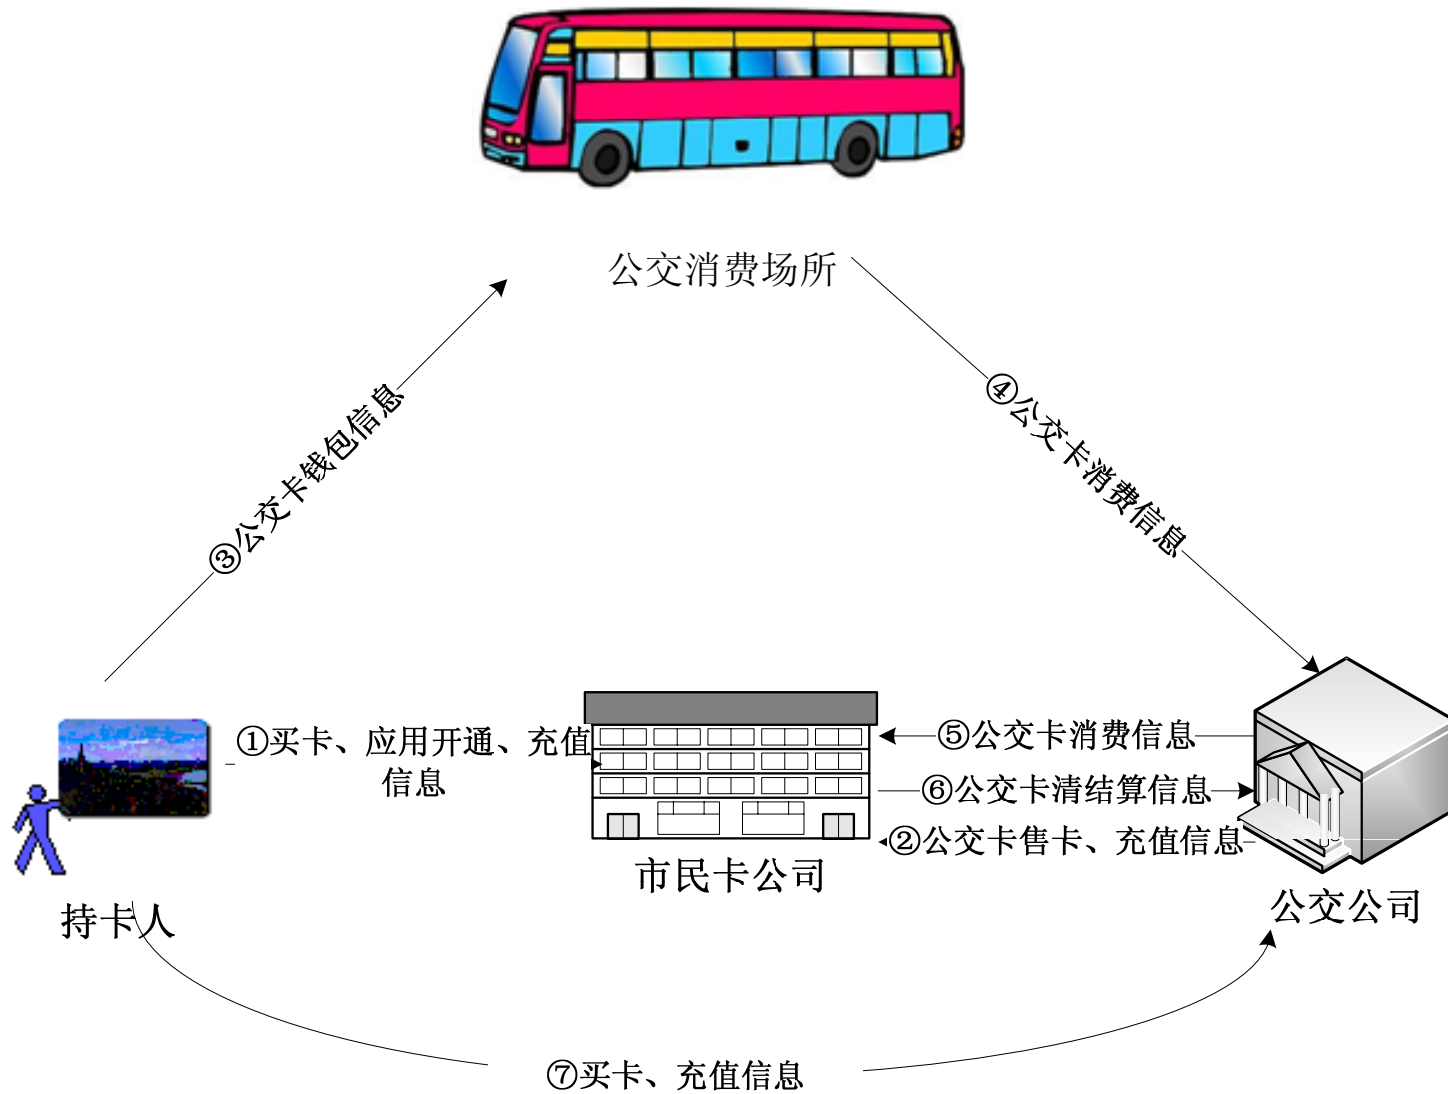 公交消费场所
③公交卡钱包信息
④公交卡消费信息
①买卡、应用开通、充值
信息
⑤公交卡消费信息
⑥公交卡清结算信息
②公交卡售卡、充值信息
市民卡公司
持卡人
公交公司
⑦买卡、充值信息